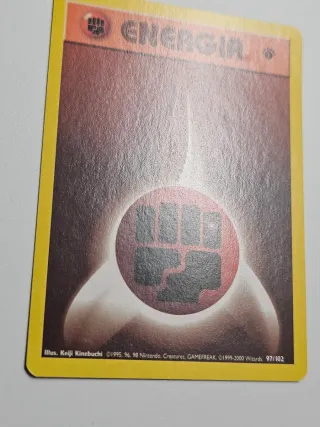 ENERGIA
Illus. Keiji Kinebuchi ©1995, 96, 98 Nintendo, Creatures, GAMEFREAK. ©1999-2000 Wizards. 97/102